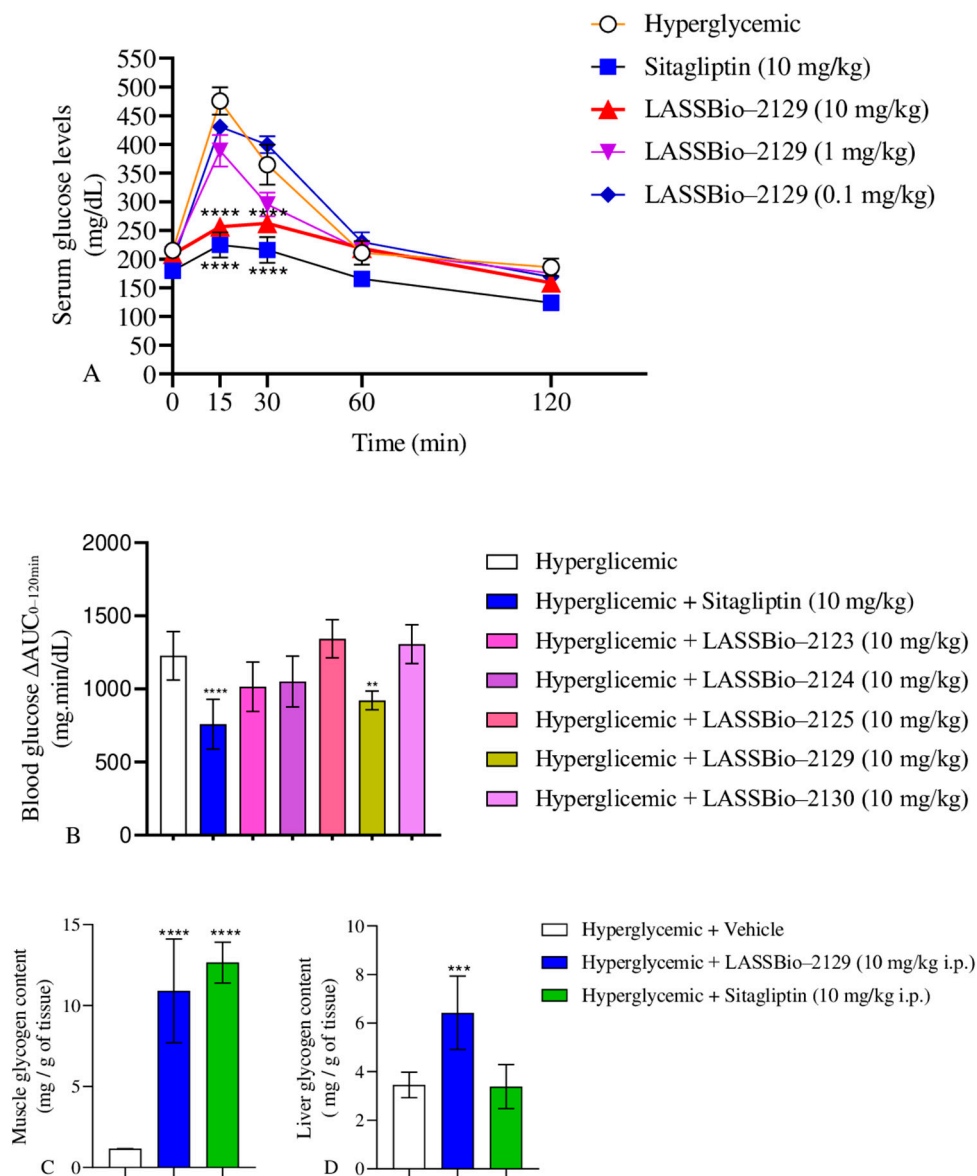 Hyperglycemic
Sitagliptin (10 mg/kg)
LASSBio–2129 (10 mg/kg)
LASSBio–2129 (1 mg/kg)
LASSBio–2129 (0.1 mg/kg)
Serum glucose levels
(mg/dL)
550
500
450
400
350
300
250
200
150
100
50
0
**** ****
**** ****
A
0 15 30 60 120
Time (min)
Blood glucose ΔAUC0–120min
(mg.min/dL)
2000
1500
1000
500
0
****
**
B
Hyperglicemic
Hyperglicemic + Sitagliptin (10 mg/kg)
Hyperglicemic + LASSBio–2123 (10 mg/kg)
Hyperglicemic + LASSBio–2124 (10 mg/kg)
Hyperglicemic + LASSBio–2125 (10 mg/kg)
Hyperglicemic + LASSBio–2129 (10 mg/kg)
Hyperglicemic + LASSBio–2130 (10 mg/kg)
Muscle glycogen content
(mg / g of tissue)
15
10
5
0
**** ****
C
Liver glycogen content
( mg / g of tissue)
10
8
6
4
2
0
***
D
Hyperglycemic + Vehicle
Hyperglycemic + LASSBio–2129 (10 mg/kg i.p.)
Hyperglycemic + Sitagliptin (10 mg/kg i.p.)